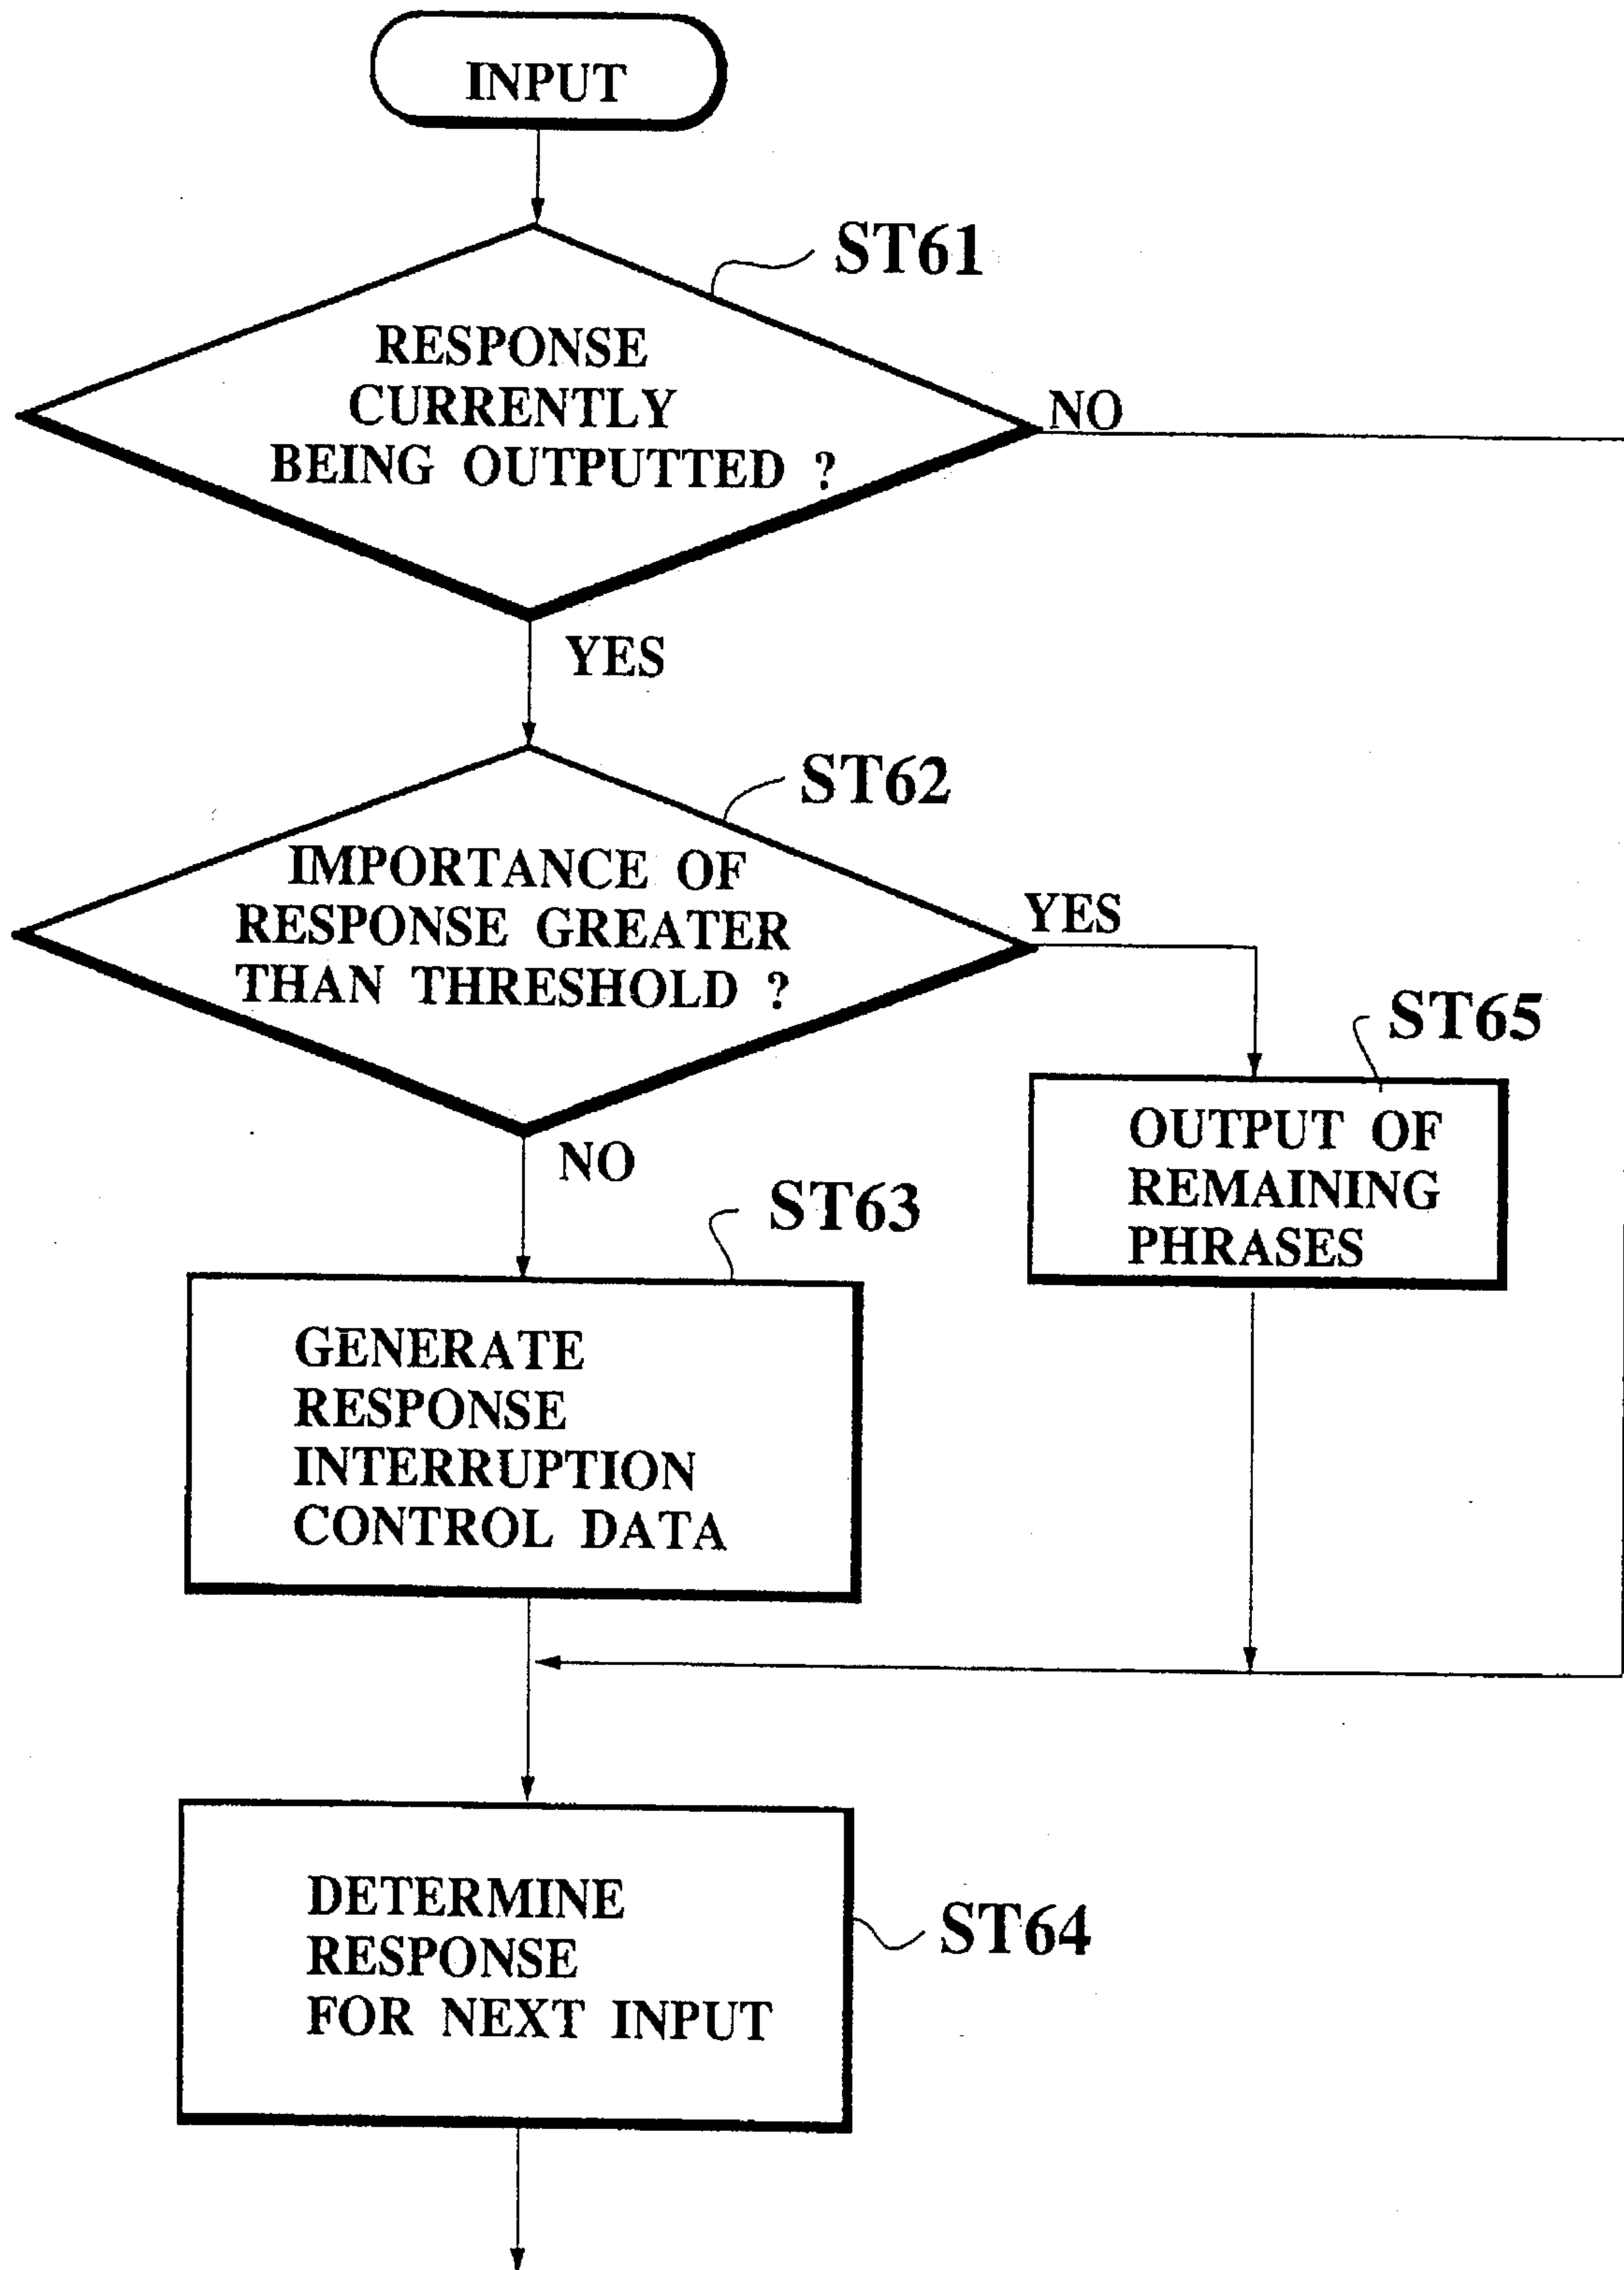 INPUT
ST61
RESPONSE
CURRENTLY
BEING OUTPUTTED ?
NO
YES
ST62
IMPORTANCE OF
RESPONSE GREATER
THAN THRESHOLD ?
YES
ST65
OUTPUT OF
REMAINING
PHRASES
NO
ST63
GENERATE
RESPONSE
INTERRUPTION
CONTROL DATA
DETERMINE
RESPONSE
FOR NEXT INPUT
ST64